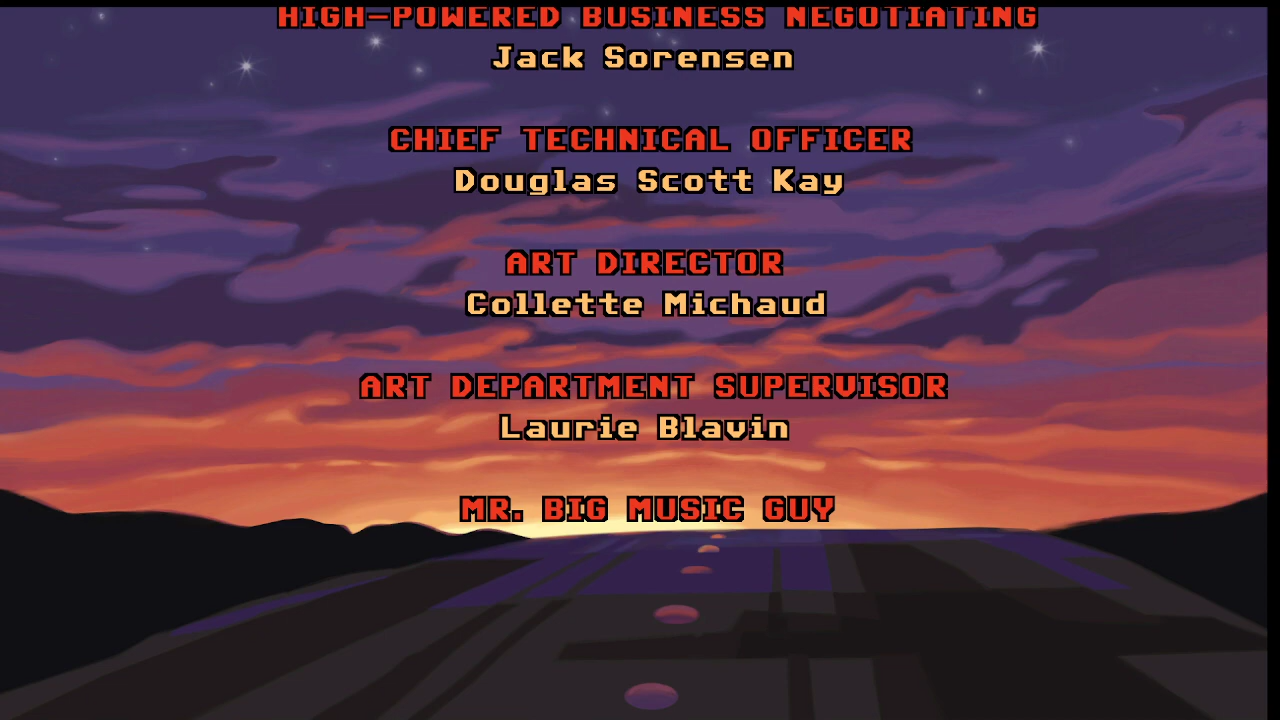 HIGH-POWERED BUSINESS NEGOTIATING
Jack Sorensen
CHIEF TECHNICAL OFFICER
Douglas Scott Kay
ART DIRECTOR
Collette Michaud
ART DEPARTMENT SUPERVISOR
Laurie Blavin
MR. BIG MUSIC GUY